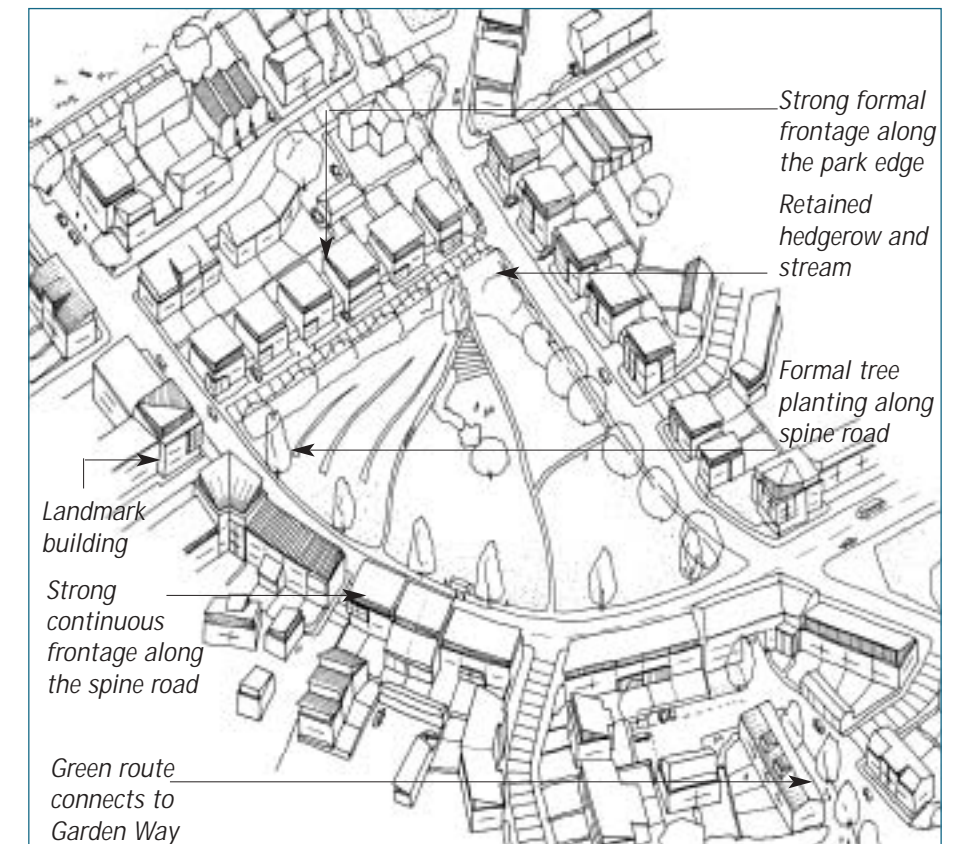 Strong formal
frontage along
the park edge
Retained
hedgerow and
stream
Formal tree
planting along
spine road
Landmark
building
Strong
continuous
frontage along
the spine road
Green route
connects to
Garden Way